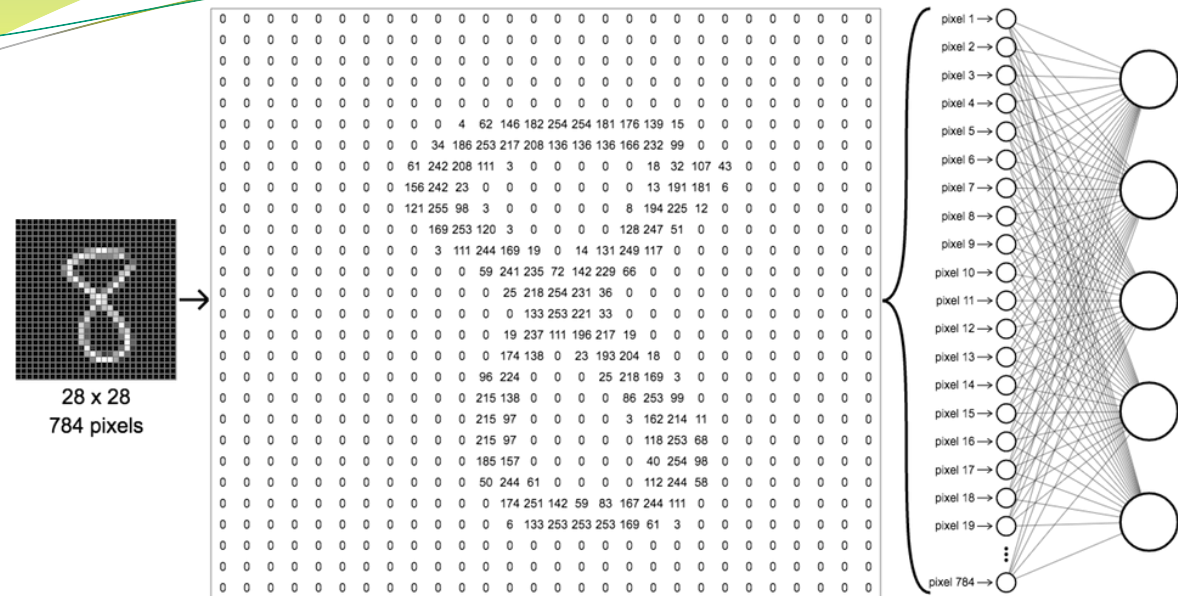 28 x 28
784 pixels
0 0 0 0 0 0 0 0 0 0 0 0 0 0 0 0 0 0 0 0 0 0 0 0 0 0 0 0
0 0 0 0 0 0 0 0 0 0 0 0 0 0 0 0 0 0 0 0 0 0 0 0 0 0 0 0
0 0 0 0 0 0 0 0 0 0 0 0 0 0 0 0 0 0 0 0 0 0 0 0 0 0 0 0
0 0 0 0 0 0 0 0 0 0 0 0 0 0 0 0 0 0 0 0 0 0 0 0 0 0 0 0
0 0 0 0 0 0 0 0 0 0 0 0 0 0 0 0 0 0 0 0 0 0 0 0 0 0 0 0
0 0 0 0 0 0 0 0 0 0 4 62 146 182 254 254 181 176 139 15 0 0 0 0 0 0 0 0
0 0 0 0 0 0 0 0 0 34 186 253 217 208 136 136 136 166 232 99 0 0 0 0 0 0 0 0
0 0 0 0 0 0 0 0 61 242 208 111 3 0 0 0 0 0 18 32 107 43 0 0 0 0 0 0
0 0 0 0 0 0 0 0 156 242 23 0 0 0 0 0 0 0 13 191 181 6 0 0 0 0 0 0
0 0 0 0 0 0 0 0 121 255 98 3 0 0 0 0 0 8 194 225 12 0 0 0 0 0 0 0
0 0 0 0 0 0 0 0 0 169 253 120 3 0 0 0 0 128 247 51 0 0 0 0 0 0 0 0
0 0 0 0 0 0 0 0 0 3 111 244 169 19 0 14 131 249 117 0 0 0 0 0 0 0 0 0
0 0 0 0 0 0 0 0 0 0 0 59 241 235 72 142 229 66 0 0 0 0 0 0 0 0 0 0
0 0 0 0 0 0 0 0 0 0 0 0 25 218 254 231 36 0 0 0 0 0 0 0 0 0 0 0
0 0 0 0 0 0 0 0 0 0 0 0 0 133 253 221 33 0 0 0 0 0 0 0 0 0 0 0
0 0 0 0 0 0 0 0 0 0 0 0 19 237 111 196 217 19 0 0 0 0 0 0 0 0 0 0
0 0 0 0 0 0 0 0 0 0 0 0 174 138 0 23 193 204 18 0 0 0 0 0 0 0 0 0
0 0 0 0 0 0 0 0 0 0 0 96 224 0 0 0 25 218 169 3 0 0 0 0 0 0 0 0
0 0 0 0 0 0 0 0 0 0 0 215 138 0 0 0 0 86 253 99 0 0 0 0 0 0 0 0
0 0 0 0 0 0 0 0 0 0 0 215 97 0 0 0 0 3 162 214 11 0 0 0 0 0 0 0
0 0 0 0 0 0 0 0 0 0 0 215 97 0 0 0 0 0 118 253 68 0 0 0 0 0 0 0
0 0 0 0 0 0 0 0 0 0 0 185 157 0 0 0 0 0 40 254 98 0 0 0 0 0 0 0
0 0 0 0 0 0 0 0 0 0 0 50 244 61 0 0 0 0 112 244 58 0 0 0 0 0 0 0
0 0 0 0 0 0 0 0 0 0 0 0 174 251 142 59 83 167 244 111 0 0 0 0 0 0 0 0
0 0 0 0 0 0 0 0 0 0 0 0 6 133 253 253 253 169 61 3 0 0 0 0 0 0 0 0
0 0 0 0 0 0 0 0 0 0 0 0 0 0 0 0 0 0 0 0 0 0 0 0 0 0 0 0
0 0 0 0 0 0 0 0 0 0 0 0 0 0 0 0 0 0 0 0 0 0 0 0 0 0 0 0
0 0 0 0 0 0 0 0 0 0 0 0 0 0 0 0 0 0 0 0 0 0 0 0 0 0 0 0
pixel 1
pixel 2
pixel 3
pixel 4
pixel 5
pixel 6
pixel 7
pixel 8
pixel 9
pixel 10
pixel 11
pixel 12
pixel 13
pixel 14
pixel 15
pixel 16
pixel 17
pixel 18
pixel 19
pixel 784